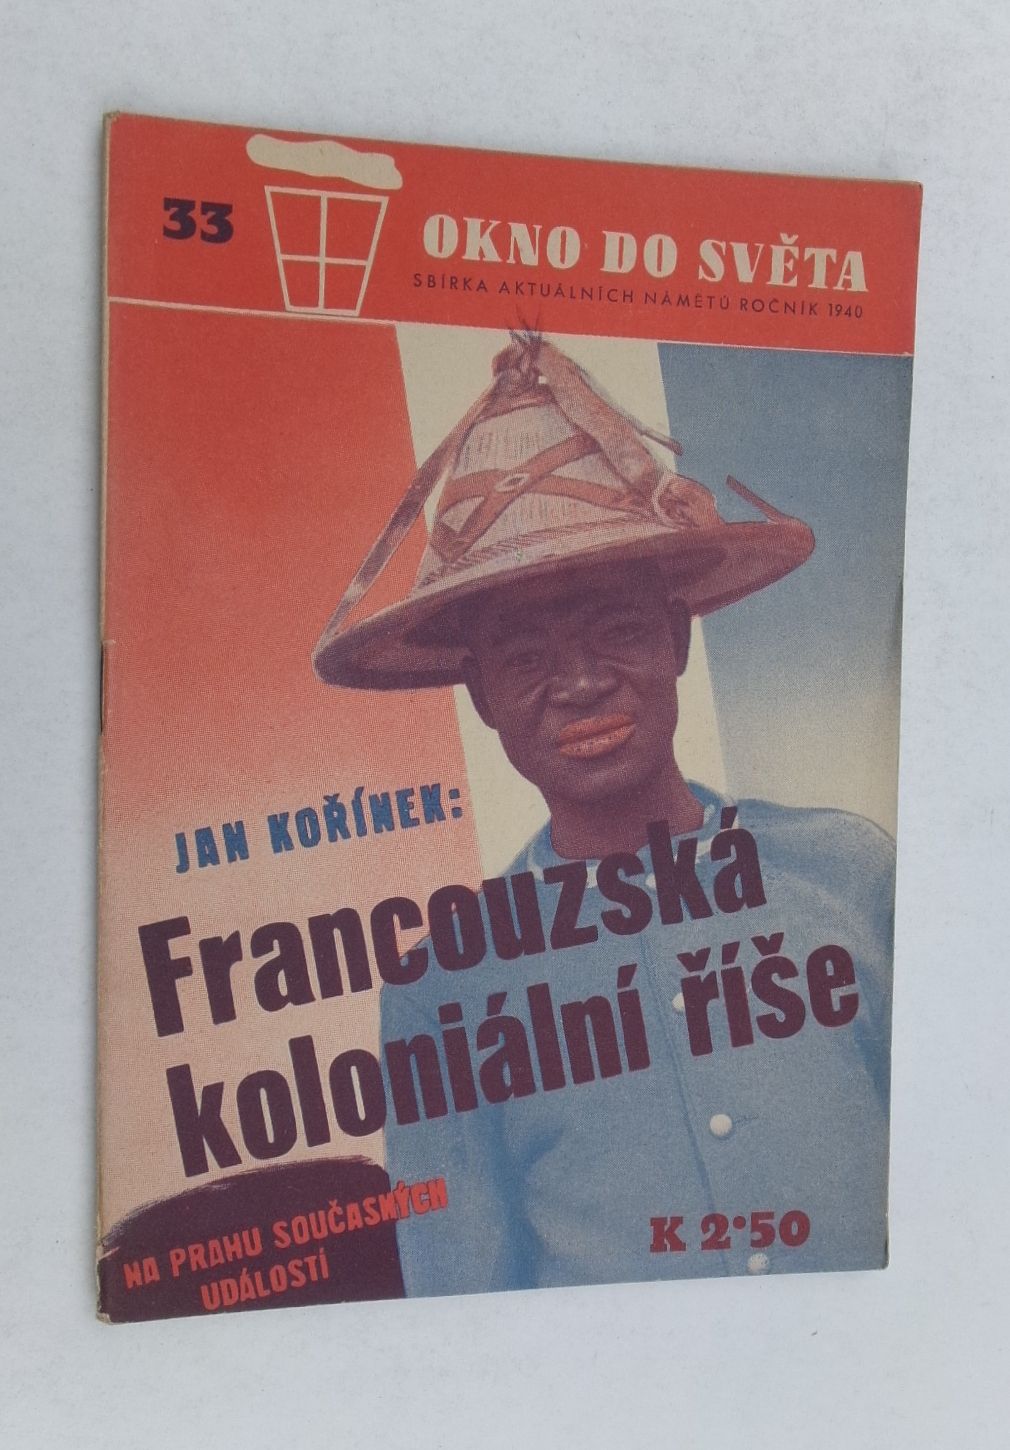 33
OKNO DO SVĚTA
SBÍRKA AKTUÁLNÍCH NÁMĚTŮ ROČNÍK 1940
JAN KOŘÍNEK:
Francouzská
koloniální říše
NA PRAHU SOUČASNÝCH
UDÁLOSTÍ
K 2•50